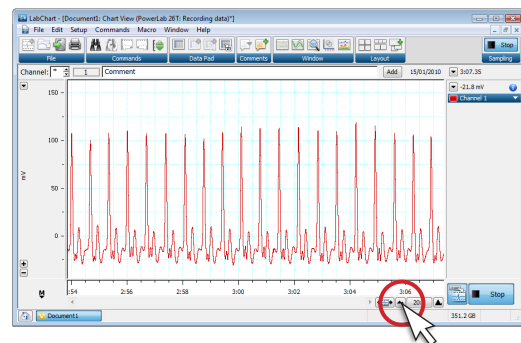 LabChart - [Document1: Chart View (PowerLab 26T: Recording data)*]
File Edit Setup Commands Macro Window Help
Stop
File Commands Data Pad Comments Window Layout Sampling
Channel: * 1 Comment Add 15/01/2010 3:07.35
150
-21.8 mV
Channel 1
100
mV
50
0
:54 2:56 2:58 3:00 3:02 3:04 3:06
20:
Stop
Document1 351.2 GB